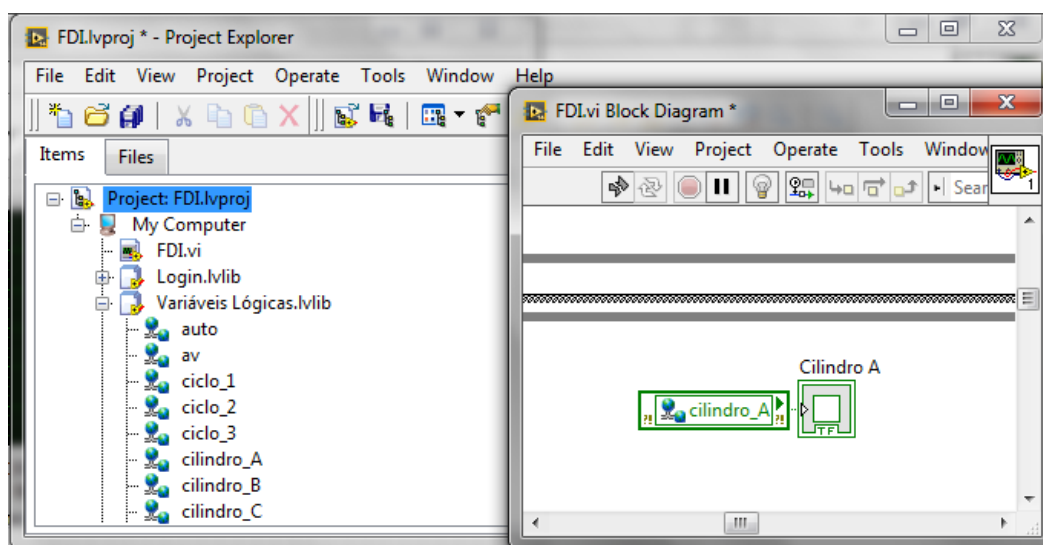 FDI.lvproj * - Project Explorer
File Edit View Project Operate Tools Window Help
Items Files
Project: FDI.lvproj
My Computer
FDI.vi
Login.lvlib
Variáveis Lógicas.lvlib
auto
av
ciclo_1
ciclo_2
ciclo_3
cilindro_A
cilindro_B
cilindro_C
FDI.vi Block Diagram *
File Edit View Project Operate Tools Window
Sear
1
Cilindro A
?! cilindro_A ?!
TF